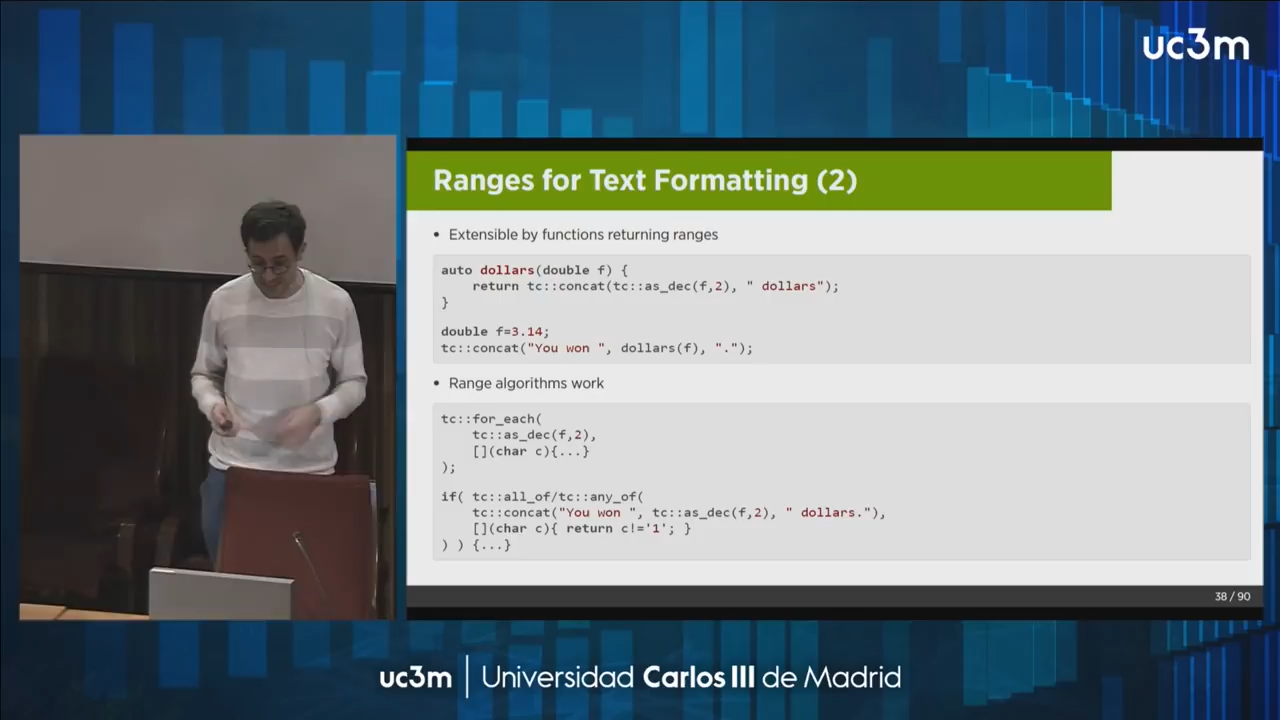 uc3m
Ranges for Text Formatting (2)
• Extensible by functions returning ranges
auto dollars(double f) {
    return tc::concat(tc::as_dec(f,2), " dollars");
}
double f=3.14;
tc::concat("You won ", dollars(f), ".");
• Range algorithms work
tc::for_each(
    tc::as_dec(f,2),
    [](char c){...}
);
if( tc::all_of/tc::any_of(
    tc::concat("You won ", tc::as_dec(f,2), " dollars."),
    [](char c){ return c!='1'; }
) ) {...}
38 / 90
uc3m | Universidad Carlos III de Madrid